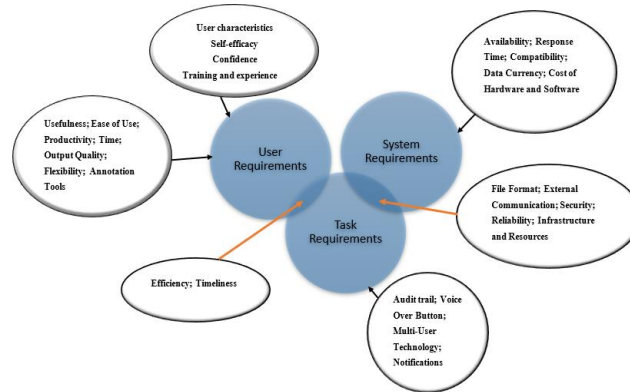 User characteristics
Self-efficacy
Confidence
Training and experience
Availability; Response
Time; Compatibility;
Data Currency; Cost of
Hardware and Software
Usefulness; Ease of Use;
Productivity; Time;
Output Quality;
Flexibility; Annotation
Tools
User
Requirements
System
Requirements
File Format; External
Communication; Security;
Reliability; Infrastructure
and Resources
Task
Requirements
Efficiency; Timeliness
Audit trail; Voice
Over Button;
Multi-User
Technology;
Notifications